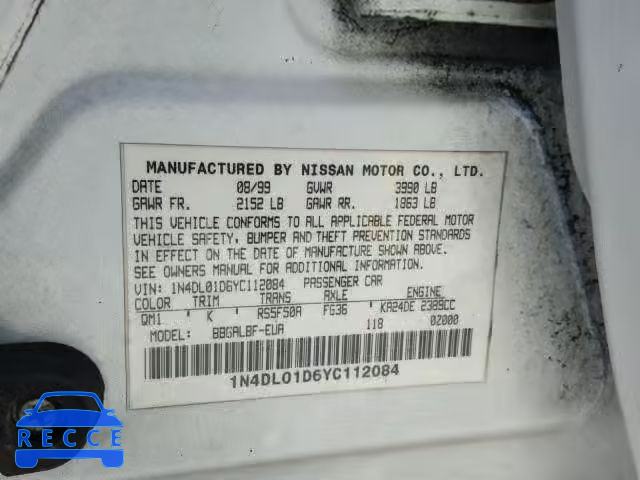 MANUFACTURED BY NISSAN MOTOR CO., LTD.
DATE 08/99 GVWR 3990 LB
GAWR FR. 2152 LB GAWR RR. 1863 LB
THIS VEHICLE CONFORMS TO ALL APPLICABLE FEDERAL MOTOR
VEHICLE SAFETY, BUMPER AND THEFT PREVENTION STANDARDS
IN EFFECT ON THE DATE OF MANUFACTURE SHOWN ABOVE.
SEE OWNERS MANUAL FOR ADDITIONAL INFORMATION.
VIN: 1N4DL01D6YC112084 PASSENGER CAR
COLOR TRIM TRANS AXLE ENGINE
QM1 K RS5F50A FG36 KA24DE 2389CC
MODEL: BBGALBF-EUA 118 02000
1N4DL01D6YC112084
RECCE